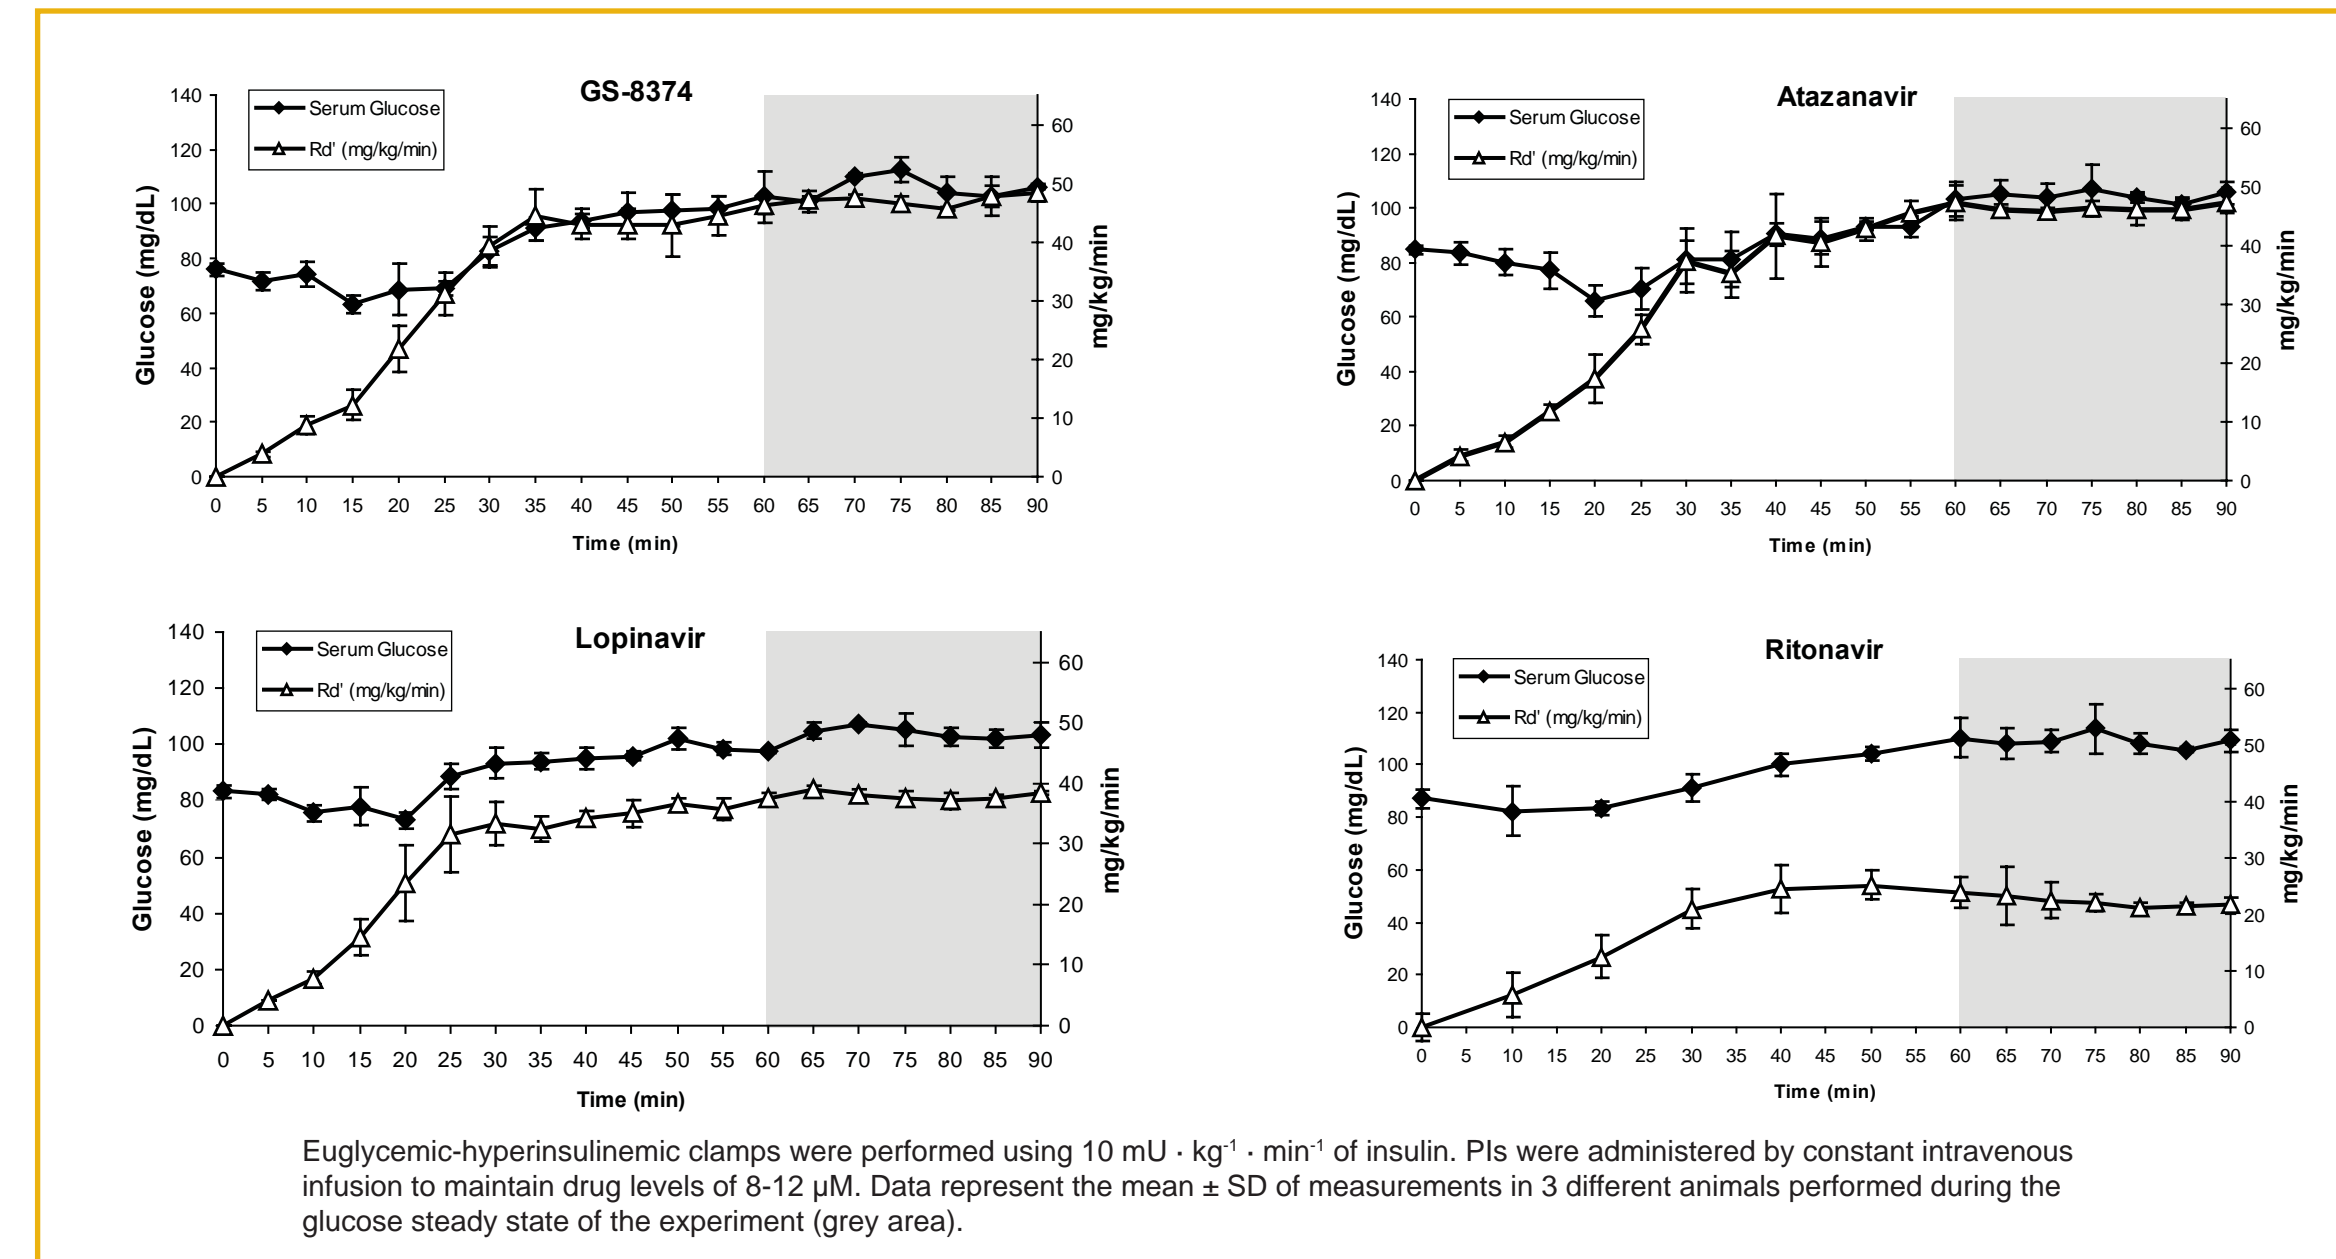 GS-8374
Serum Glucose
Rd' (mg/kg/min)
Glucose (mg/dL)
140
120
100
80
60
40
20
0
60
50
40
30
20
10
0
mg/kg/min
0 5 10 15 20 25 30 35 40 45 50 55 60 65 70 75 80 85 90
Time (min)
Atazanavir
Serum Glucose
Rd' (mg/kg/min)
Glucose (mg/dL)
140
120
100
80
60
40
20
0
60
50
40
30
20
10
0
mg/kg/min
0 5 10 15 20 25 30 35 40 45 50 55 60 65 70 75 80 85 90
Time (min)
Lopinavir
Serum Glucose
Rd' (mg/kg/min)
Glucose (mg/dL)
140
120
100
80
60
40
20
0
60
50
40
30
20
10
0
mg/kg/min
0 5 10 15 20 25 30 35 40 45 50 55 60 65 70 75 80 85 90
Time (min)
Ritonavir
Serum Glucose
Rd' (mg/kg/min)
Glucose (mg/dL)
140
120
100
80
60
40
20
0
60
50
40
30
20
10
0
mg/kg/min
0 5 10 15 20 25 30 35 40 45 50 55 60 65 70 75 80 85 90
Time (min)
Euglycemic-hyperinsulinemic clamps were performed using 10 mU · kg⁻¹ · min⁻¹ of insulin. PIs were administered by constant intravenous
infusion to maintain drug levels of 8-12 µM. Data represent the mean ± SD of measurements in 3 different animals performed during the
glucose steady state of the experiment (grey area).